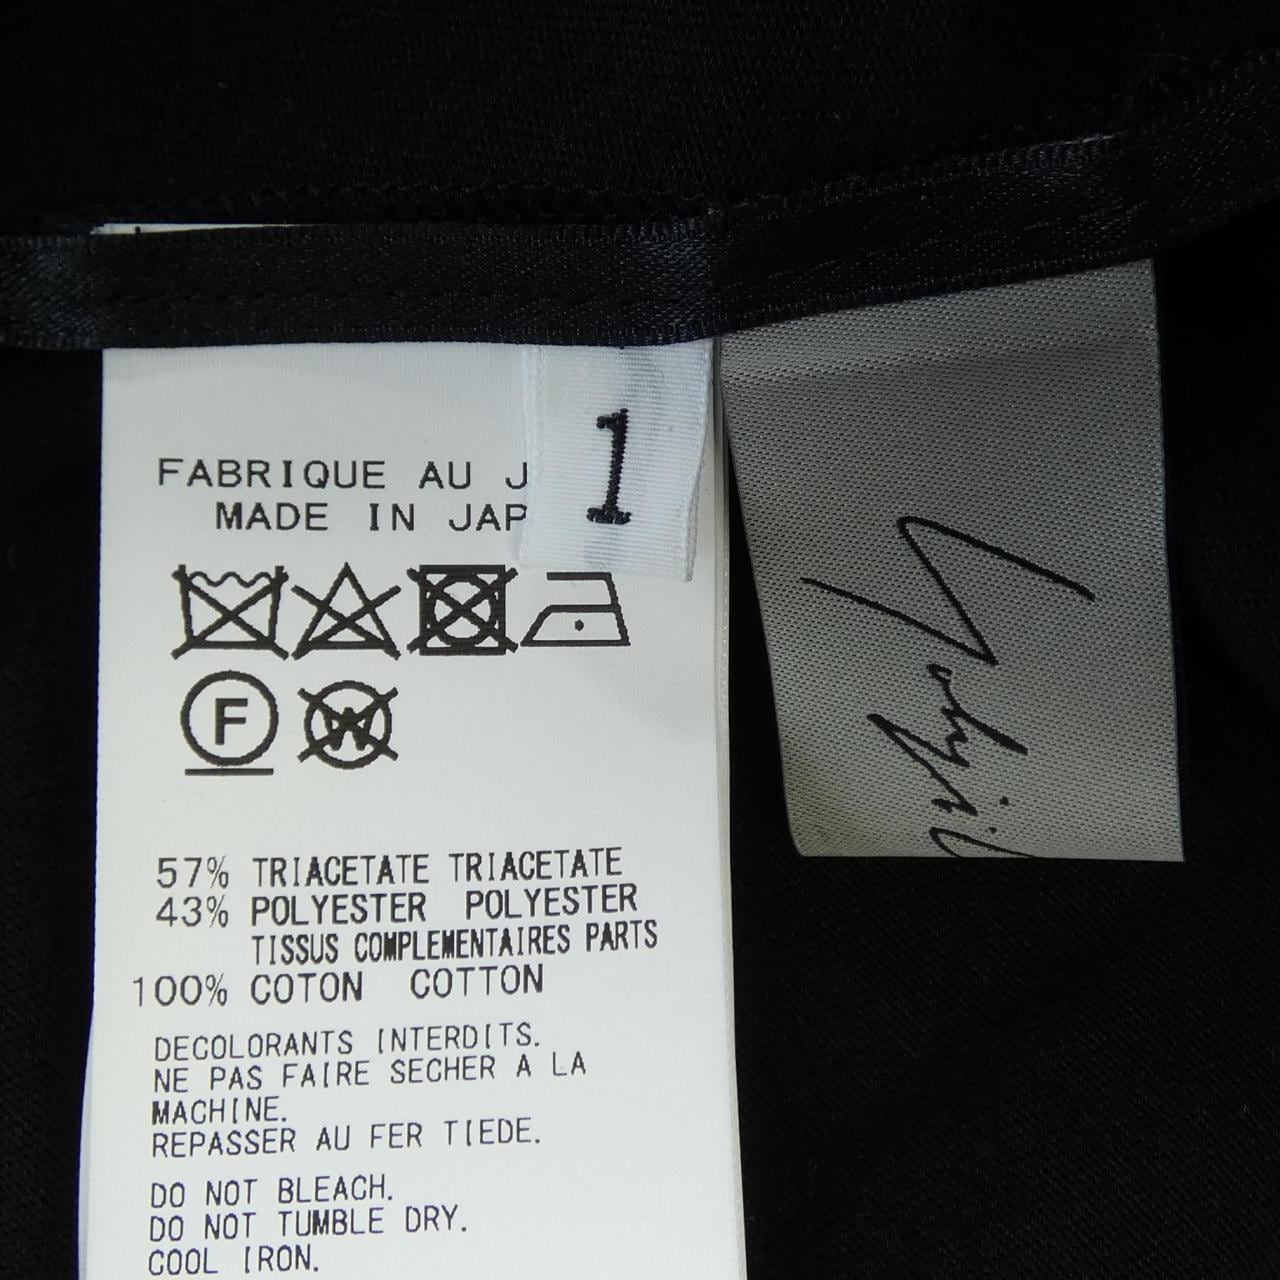 1
FABRIQUE AU J
MADE IN JAP
F
W
57% TRIACETATE TRIACETATE
43% POLYESTER POLYESTER
TISSUS COMPLEMENTAIRES PARTS
100% COTON COTTON
DECOLORANTS INTERDITS.
NE PAS FAIRE SECHER A LA
MACHINE.
REPASSER AU FER TIEDE.
DO NOT BLEACH.
DO NOT TUMBLE DRY.
COOL IRON.